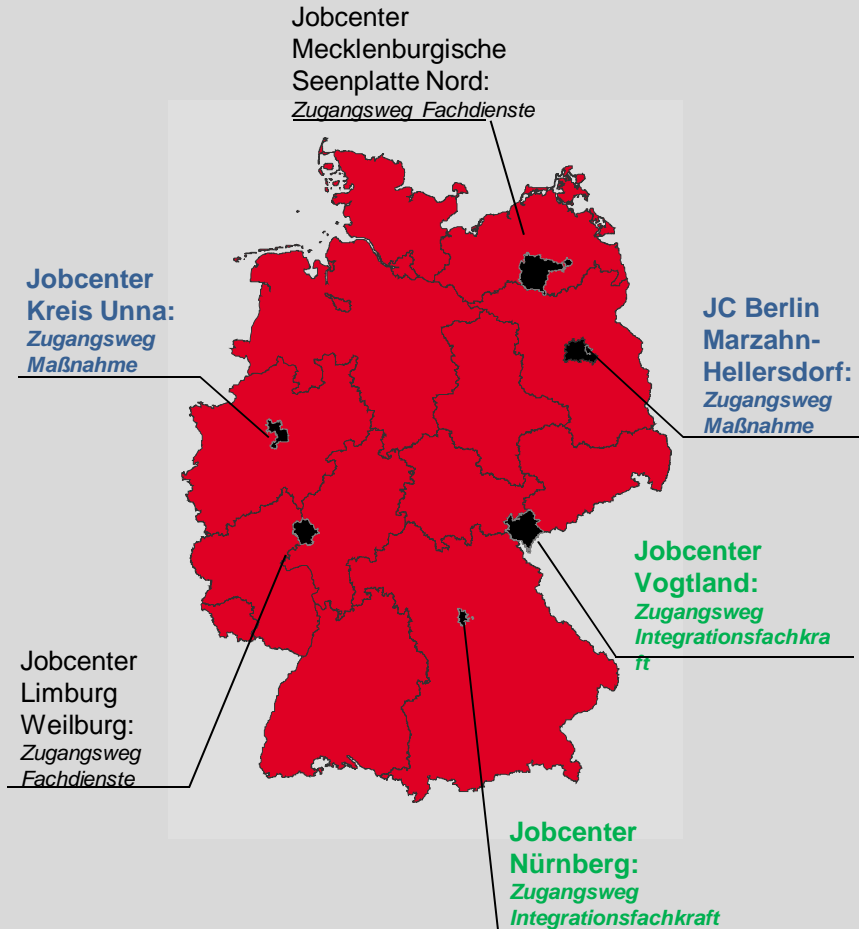 Jobcenter
Mecklenburgische
Seenplatte Nord:
Zugangsweg Fachdienste
Jobcenter
Kreis Unna:
Zugangsweg
Maßnahme
JC Berlin
Marzahn-
Hellersdorf:
Zugangsweg
Maßnahme
Jobcenter
Vogtland:
Zugangsweg
Integrationsfachkra
ft
Jobcenter
Limburg
Weilburg:
Zugangsweg
Fachdienste
Jobcenter
Nürnberg:
Zugangsweg
Integrationsfachkraft